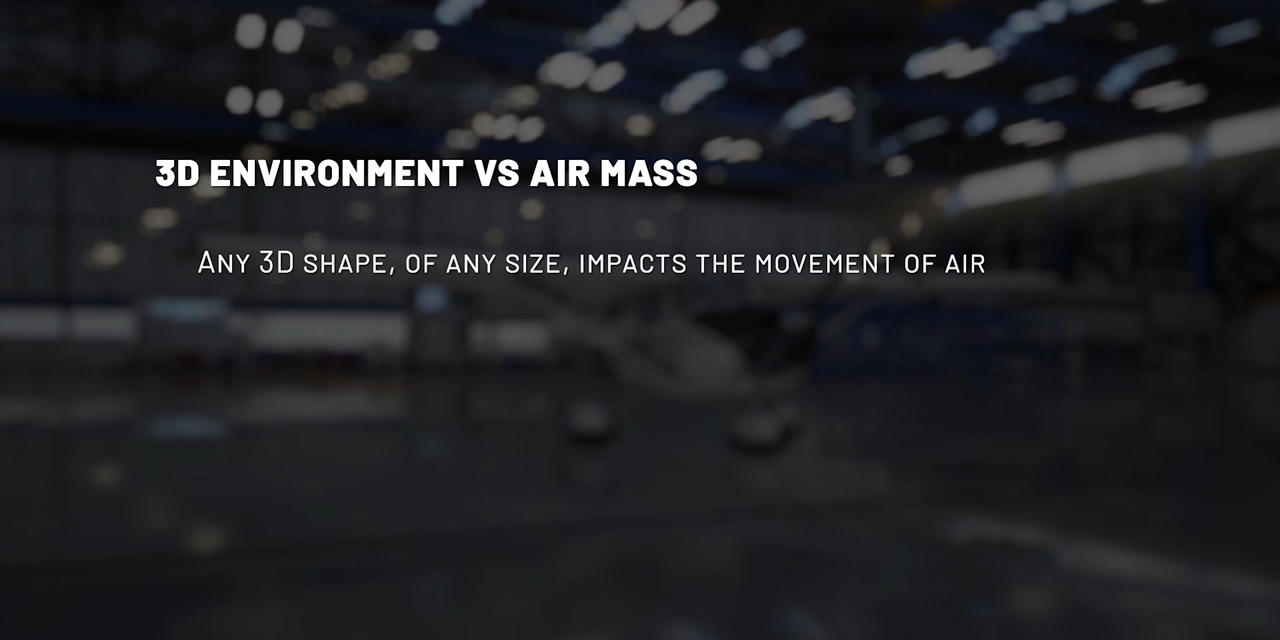 3D ENVIRONMENT VS AIR MASS
Any 3D shape, of any size, impacts the movement of air